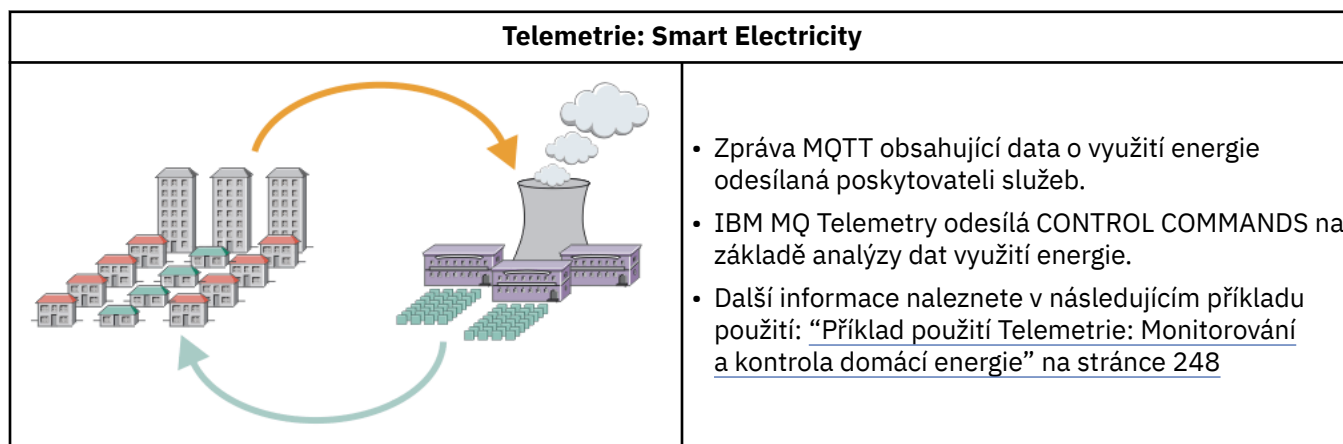 Telemetrie: Smart Electricity
• Zpráva MQTT obsahující data o využití energie
odesílaná poskytovateli služeb.
• IBM MQ Telemetry odesílá CONTROL COMMANDS na
základě analýzy dat využití energie.
• Další informace naleznete v následujícím příkladu
použití: “Příklad použití Telemetrie: Monitorování
a kontrola domácí energie” na stránce 248